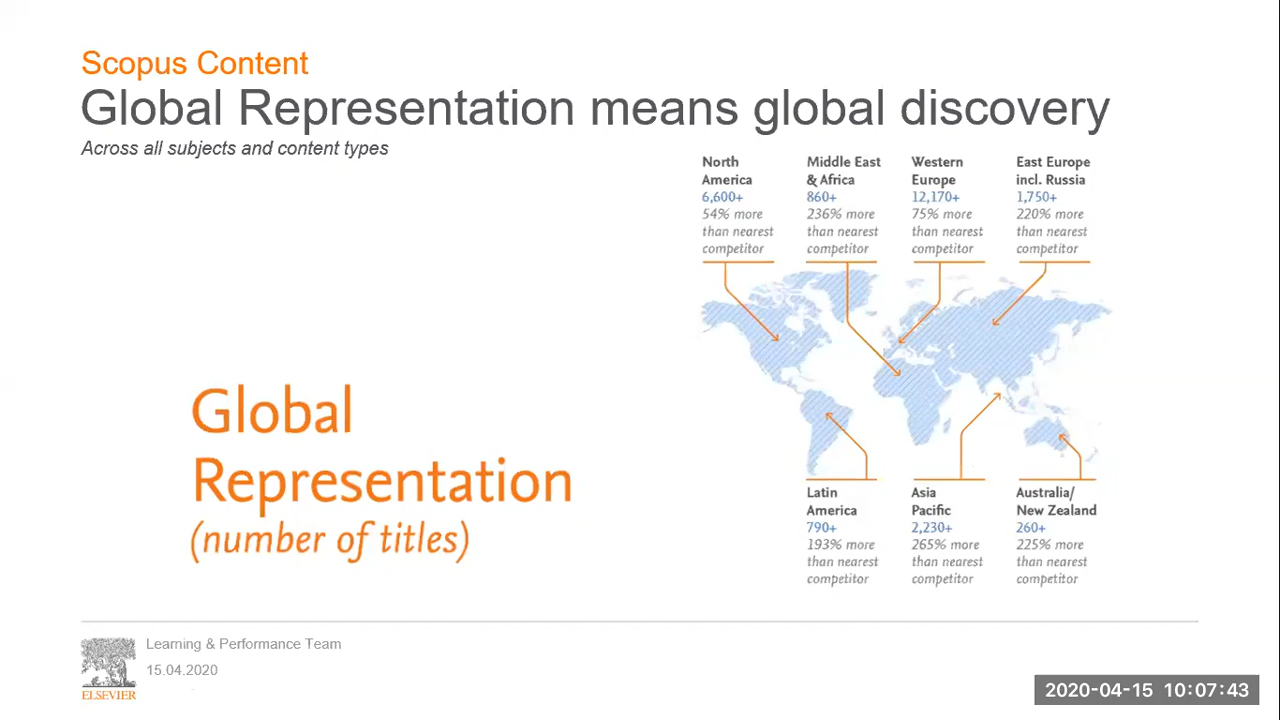 Scopus Content
Global Representation means global discovery
Across all subjects and content types
North
America
6,600+
54% more
than nearest
competitor
Middle East
& Africa
860+
236% more
than nearest
competitor
Western
Europe
12,170+
75% more
than nearest
competitor
East Europe
incl. Russia
1,750+
220% more
than nearest
competitor
Global
Representation
(number of titles)
Latin
America
790+
193% more
than nearest
competitor
Asia
Pacific
2,230+
265% more
than nearest
competitor
Australia/
New Zealand
260+
225% more
than nearest
competitor
Learning & Performance Team
15.04.2020
ELSEVIER
2020-04-15 10:07:43